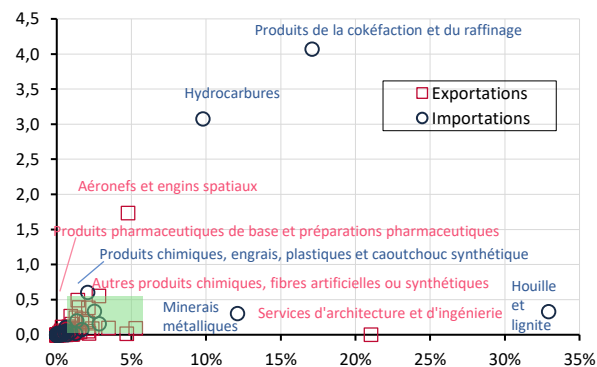 4,5
Produits de la cokéfaction et du raffinage
4,0
3,5
Hydrocarbures
Exportations
3,0
Importations
2,5
Aéronefs et engins spatiaux
2,0
1,5
Produits pharmaceutiques de base et préparations pharmaceutiques
Produits chimiques, engrais, plastiques et caoutchouc synthétique
1,0
Autres produits chimiques, fibres artificielles ou synthétiques
Houille
et
lignite
0,5
Minerais
métalliques
Services d'architecture et d'ingénierie
0,0
0% 5% 10% 15% 20% 25% 30% 35%